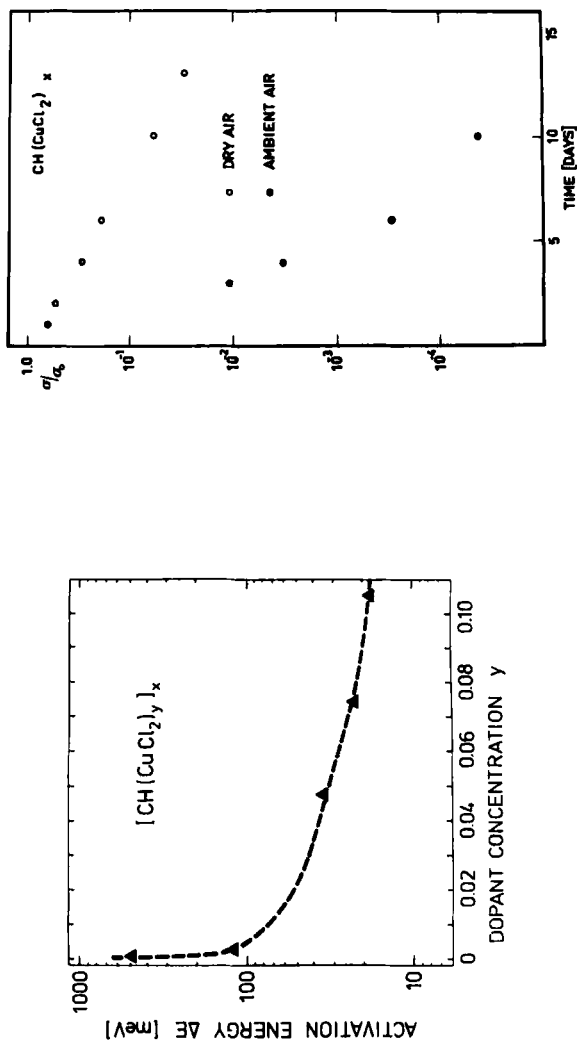 1000
100
10
ACTIVATION ENERGY ΔE [meV]
[CH(CuCl₂)y]x
0 0.02 0.04 0.06 0.08 0.10
DOPANT CONCENTRATION y
1.0
σ/σ₀
10⁻¹
10⁻²
10⁻³
10⁻⁴
CH(CuCl₂)x
DRY AIR
AMBIENT AIR
5 10 15
TIME [DAYS]